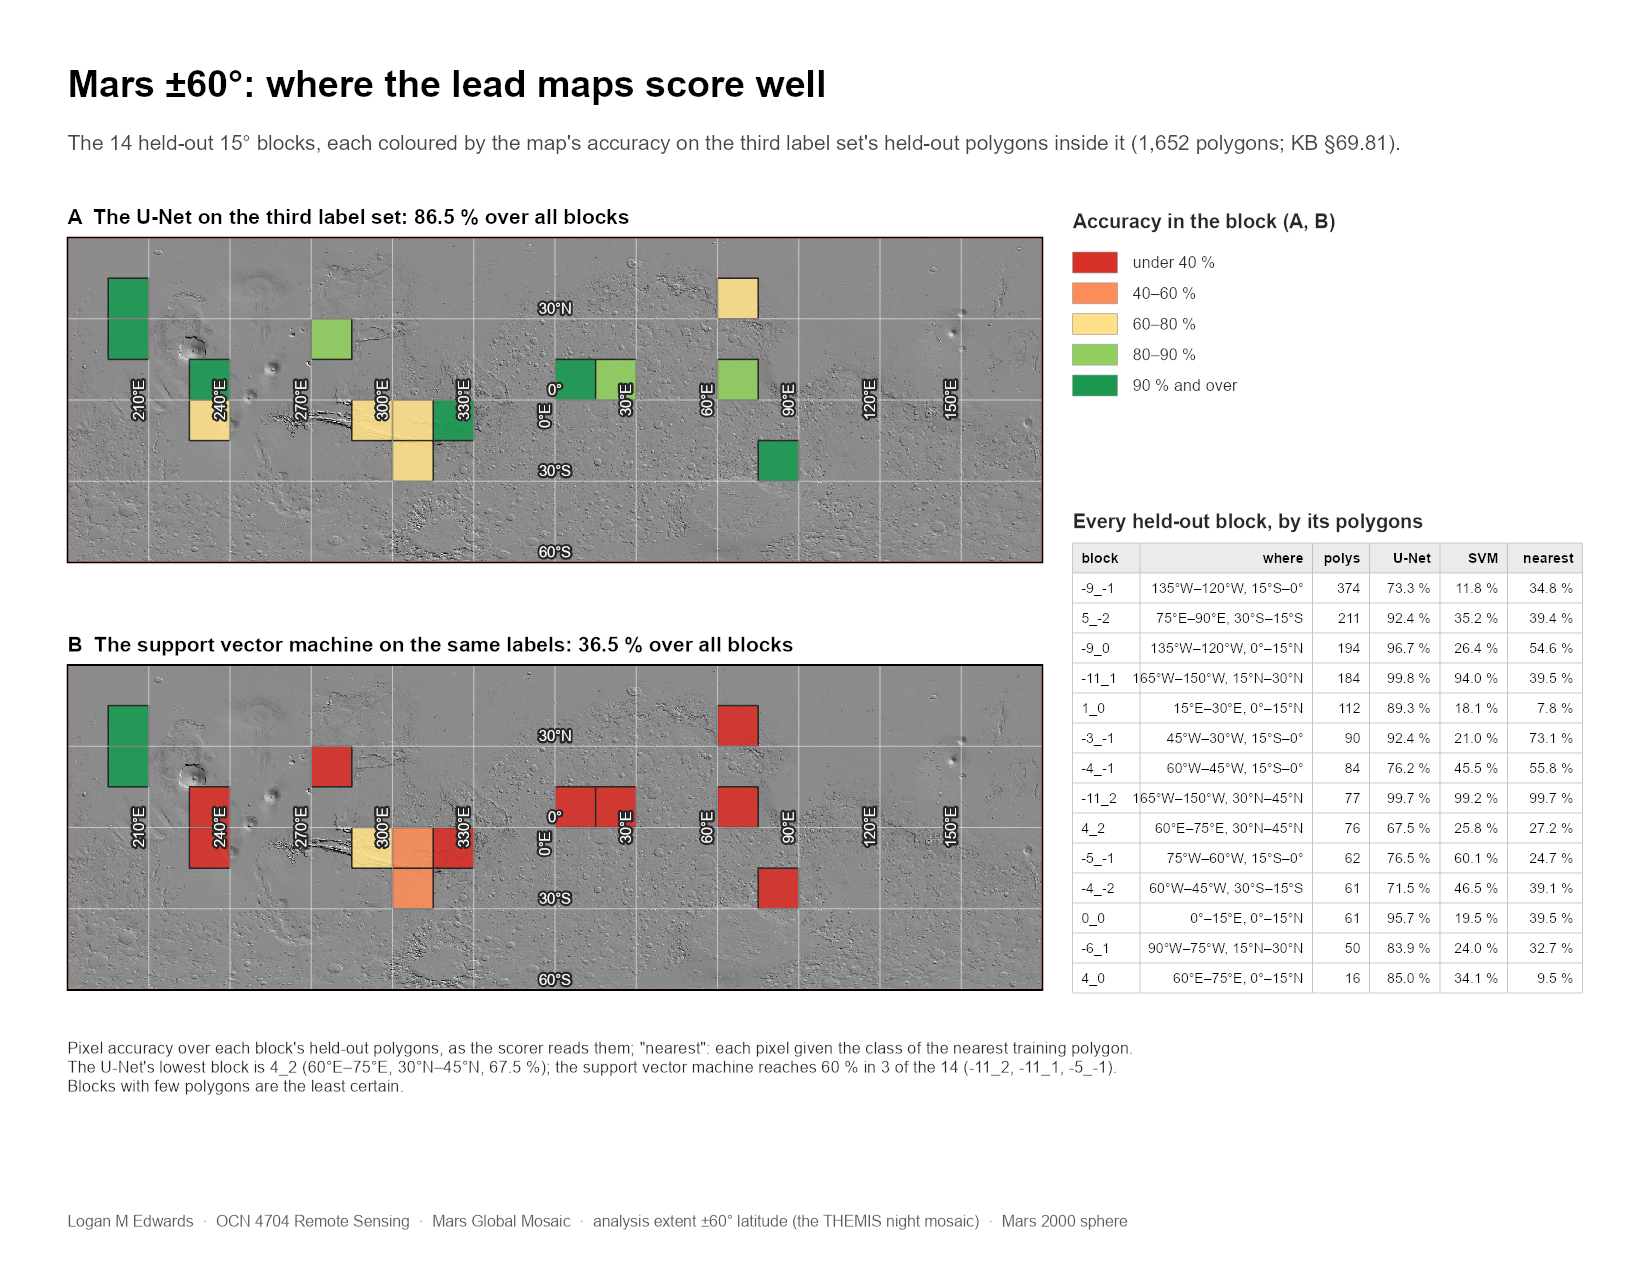 Mars ±60°: where the lead maps score well
The 14 held-out 15° blocks, each coloured by the map's accuracy on the third label set's held-out polygons inside it (1,652 polygons; KB §69.81).
A The U-Net on the third label set: 86.5 % over all blocks
30°N
0°
30°S
60°S
210°E
240°E
270°E
300°E
330°E
0°E
30°E
60°E
90°E
120°E
150°E
B The support vector machine on the same labels: 36.5 % over all blocks
30°N
0°
30°S
60°S
210°E
240°E
270°E
300°E
330°E
0°E
30°E
60°E
90°E
120°E
150°E
Accuracy in the block (A, B)
under 40 %
40–60 %
60–80 %
80–90 %
90 % and over
Every held-out block, by its polygons
block where polys U-Net SVM nearest
-9_-1 135°W–120°W, 15°S–0° 374 73.3 % 11.8 % 34.8 %
5_-2 75°E–90°E, 30°S–15°S 211 92.4 % 35.2 % 39.4 %
-9_0 135°W–120°W, 0°–15°N 194 96.7 % 26.4 % 54.6 %
-11_1 165°W–150°W, 15°N–30°N 184 99.8 % 94.0 % 39.5 %
1_0 15°E–30°E, 0°–15°N 112 89.3 % 18.1 % 7.8 %
-3_-1 45°W–30°W, 15°S–0° 90 92.4 % 21.0 % 73.1 %
-4_-1 60°W–45°W, 15°S–0° 84 76.2 % 45.5 % 55.8 %
-11_2 165°W–150°W, 30°N–45°N 77 99.7 % 99.2 % 99.7 %
4_2 60°E–75°E, 30°N–45°N 76 67.5 % 25.8 % 27.2 %
-5_-1 75°W–60°W, 15°S–0° 62 76.5 % 60.1 % 24.7 %
-4_-2 60°W–45°W, 30°S–15°S 61 71.5 % 46.5 % 39.1 %
0_0 0°–15°E, 0°–15°N 61 95.7 % 19.5 % 39.5 %
-6_1 90°W–75°W, 15°N–30°N 50 83.9 % 24.0 % 32.7 %
4_0 60°E–75°E, 0°–15°N 16 85.0 % 34.1 % 9.5 %
Pixel accuracy over each block's held-out polygons, as the scorer reads them; "nearest": each pixel given the class of the nearest training polygon.
The U-Net's lowest block is 4_2 (60°E–75°E, 30°N–45°N, 67.5 %); the support vector machine reaches 60 % in 3 of the 14 (-11_2, -11_1, -5_-1).
Blocks with few polygons are the least certain.
Logan M Edwards · OCN 4704 Remote Sensing · Mars Global Mosaic · analysis extent ±60° latitude (the THEMIS night mosaic) · Mars 2000 sphere